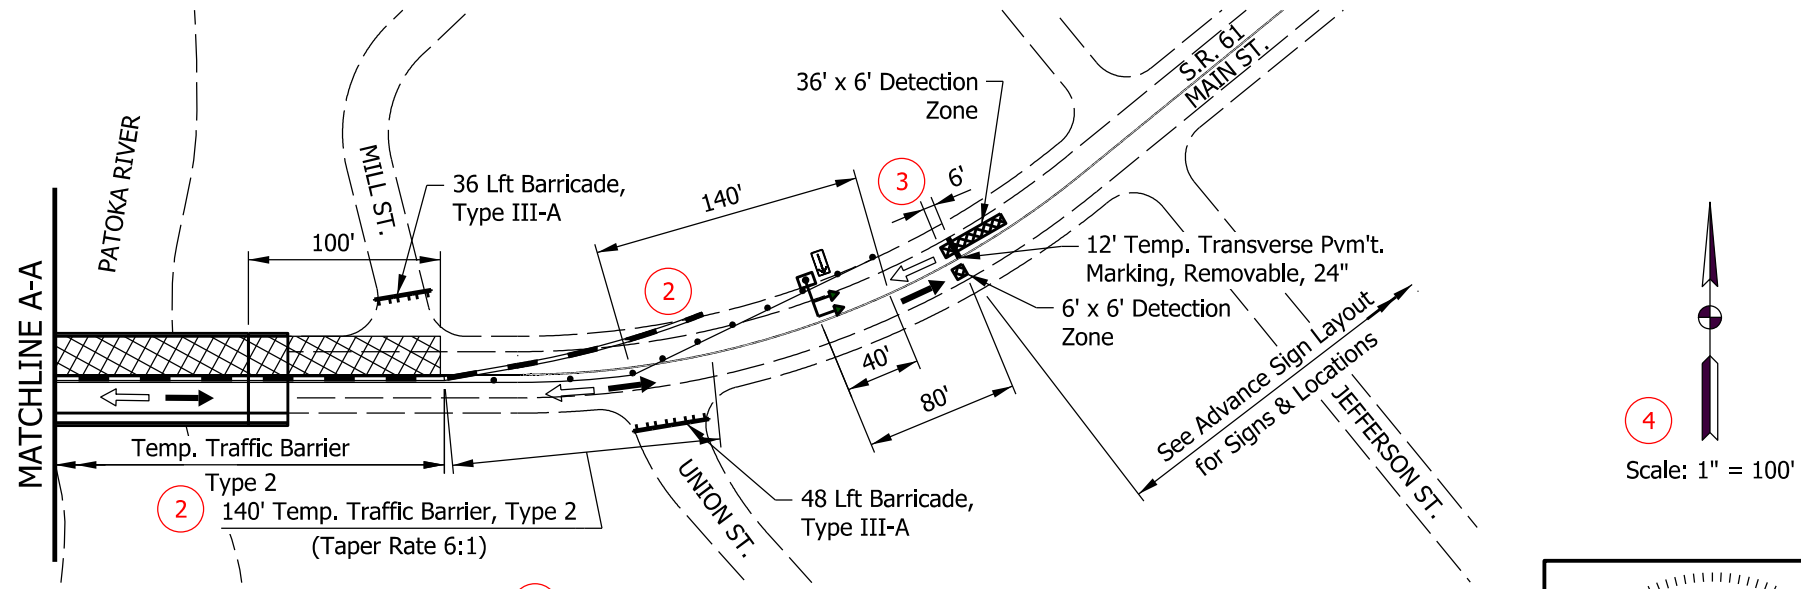 S.R. 61
MAIN ST.
36' x 6' Detection
Zone
PATOKA RIVER
MILL ST.
36 Lft Barricade,
Type III-A
140'
3
6'
100'
12' Temp. Transverse Pvm't.
Marking, Removable, 24"
6' x 6' Detection
Zone
2
MATCHLINE A-A
40'
80'
See Advance Sign Layout
for Signs & Locations
JEFFERSON ST.
4
Scale: 1" = 100'
Temp. Traffic Barrier
Type 2
2
140' Temp. Traffic Barrier, Type 2
(Taper Rate 6:1)
UNION ST.
48 Lft Barricade,
Type III-A